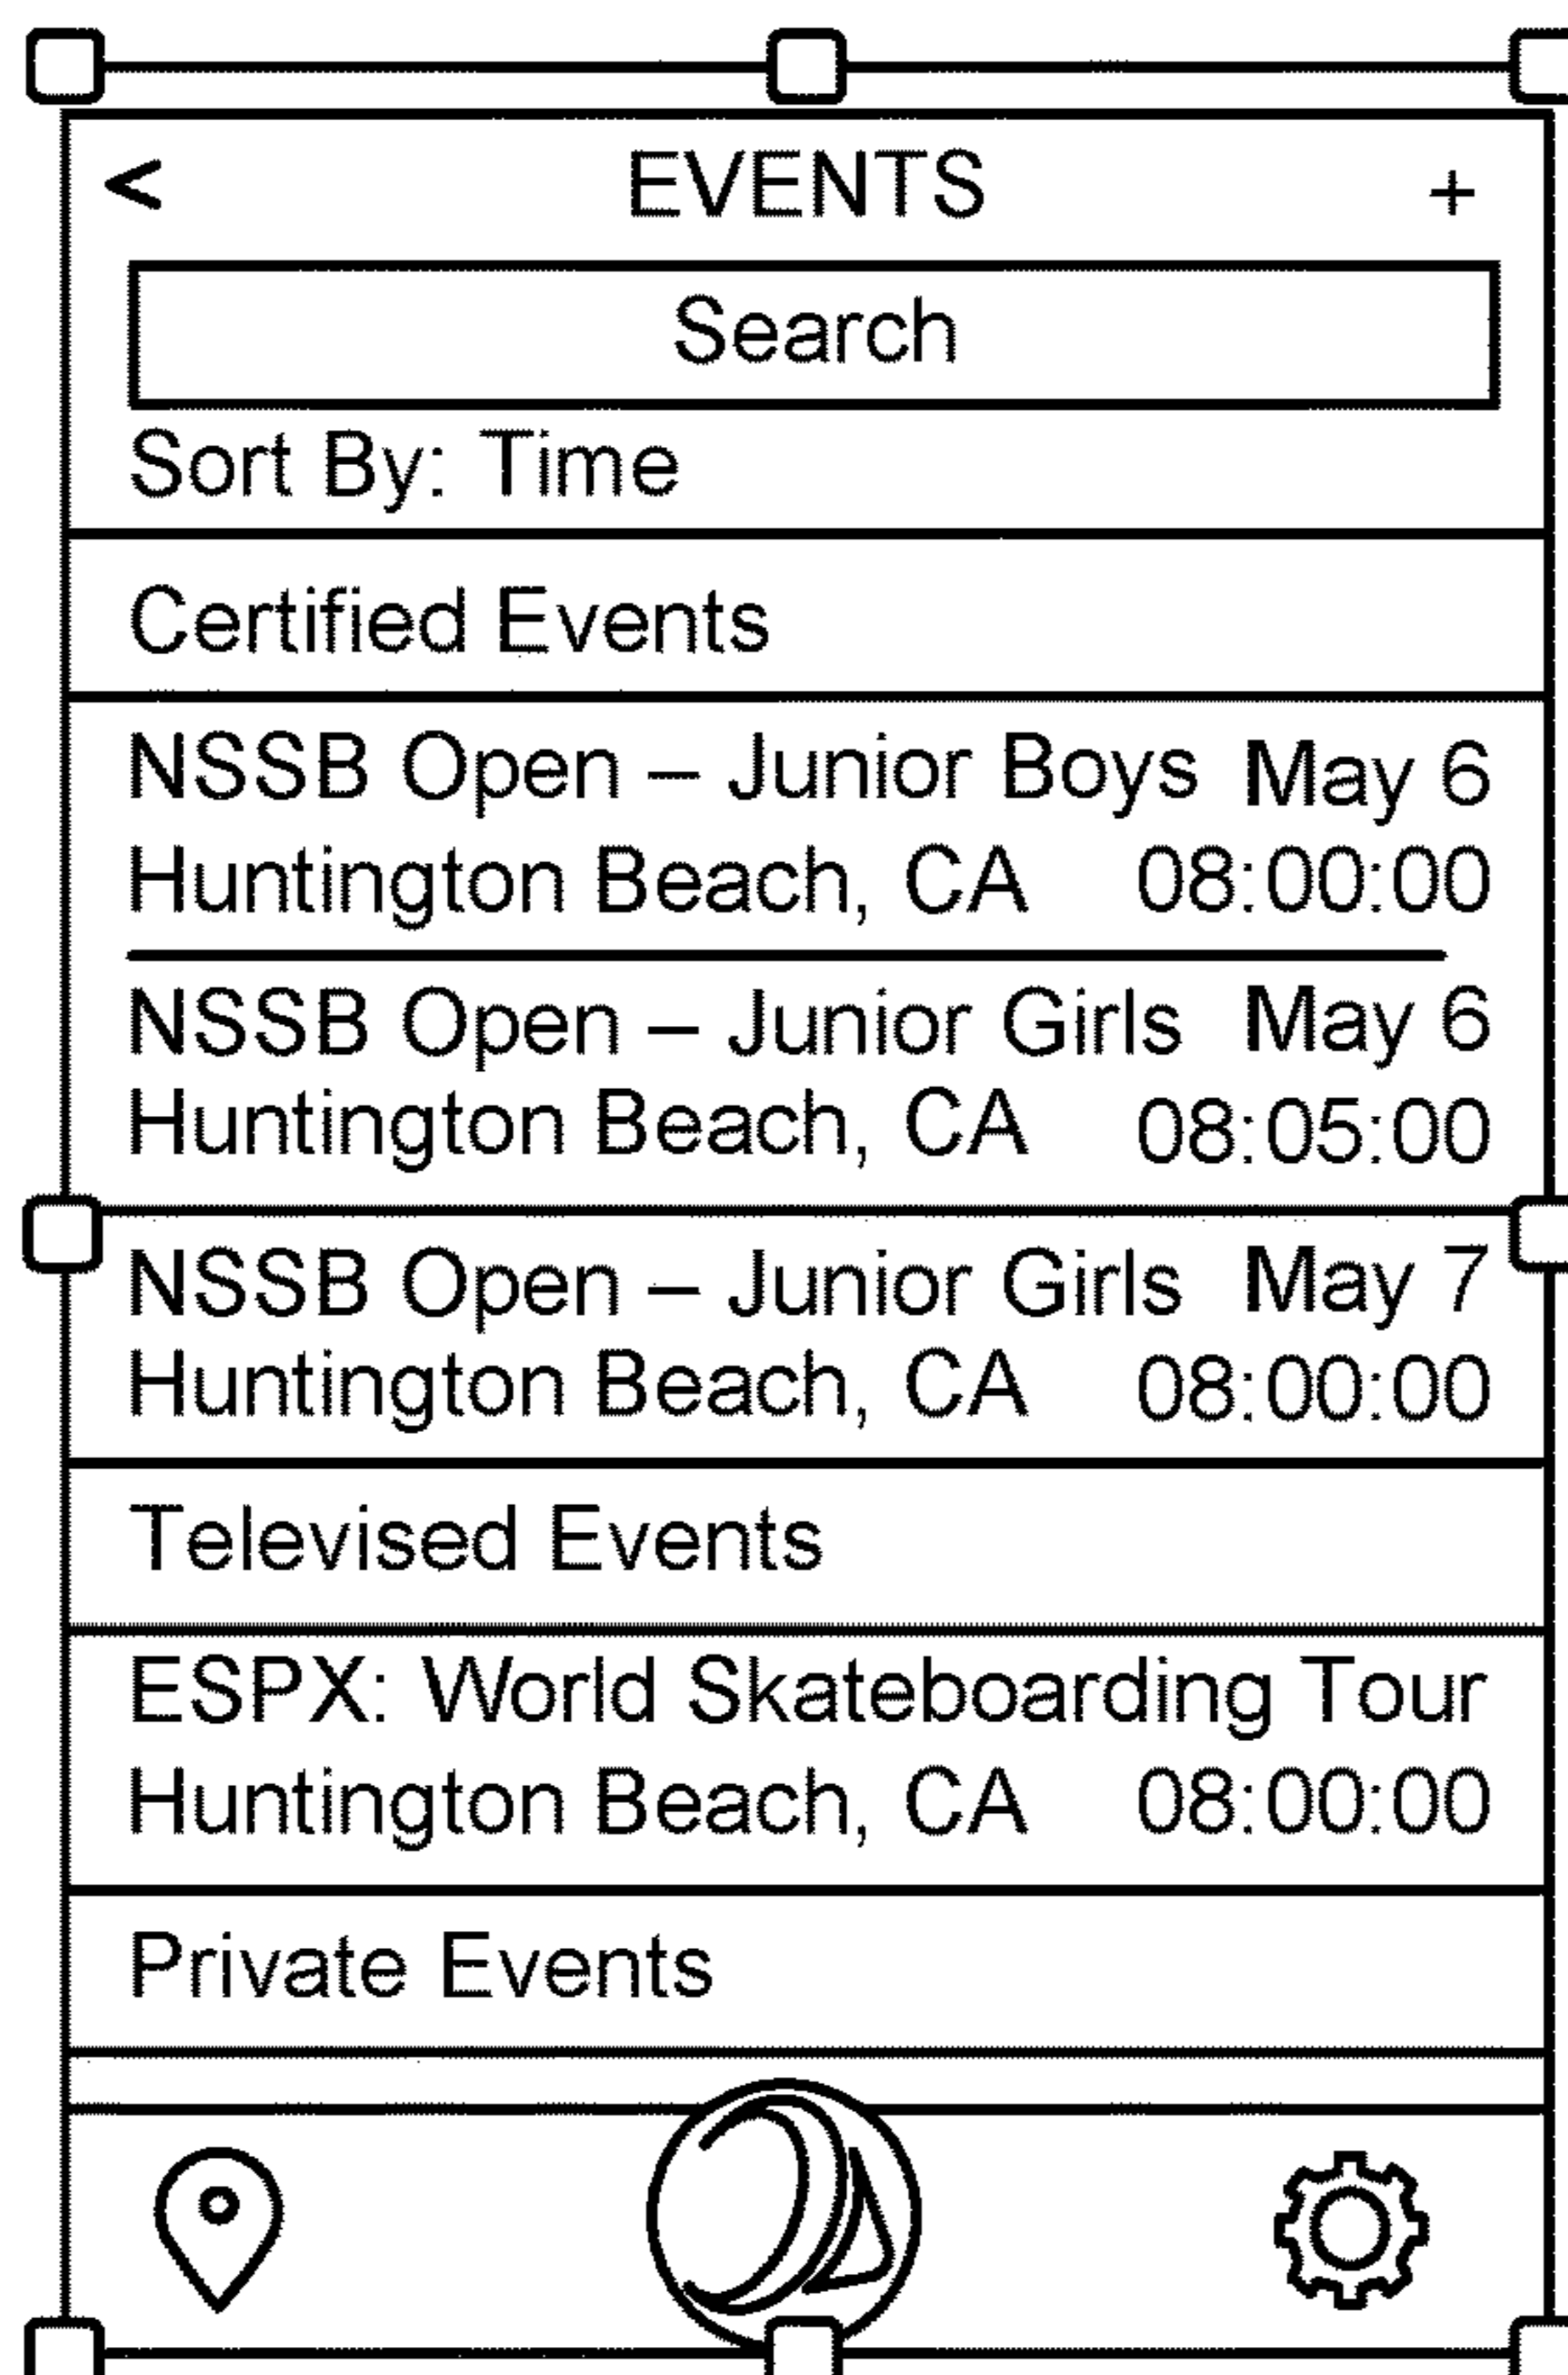 < EVENTS +
Search
Sort By: Time
Certified Events
NSSB Open – Junior Boys May 6
Huntington Beach, CA 08:00:00
NSSB Open – Junior Girls May 6
Huntington Beach, CA 08:05:00
NSSB Open – Junior Girls May 7
Huntington Beach, CA 08:00:00
Televised Events
ESPX: World Skateboarding Tour
Huntington Beach, CA 08:00:00
Private Events